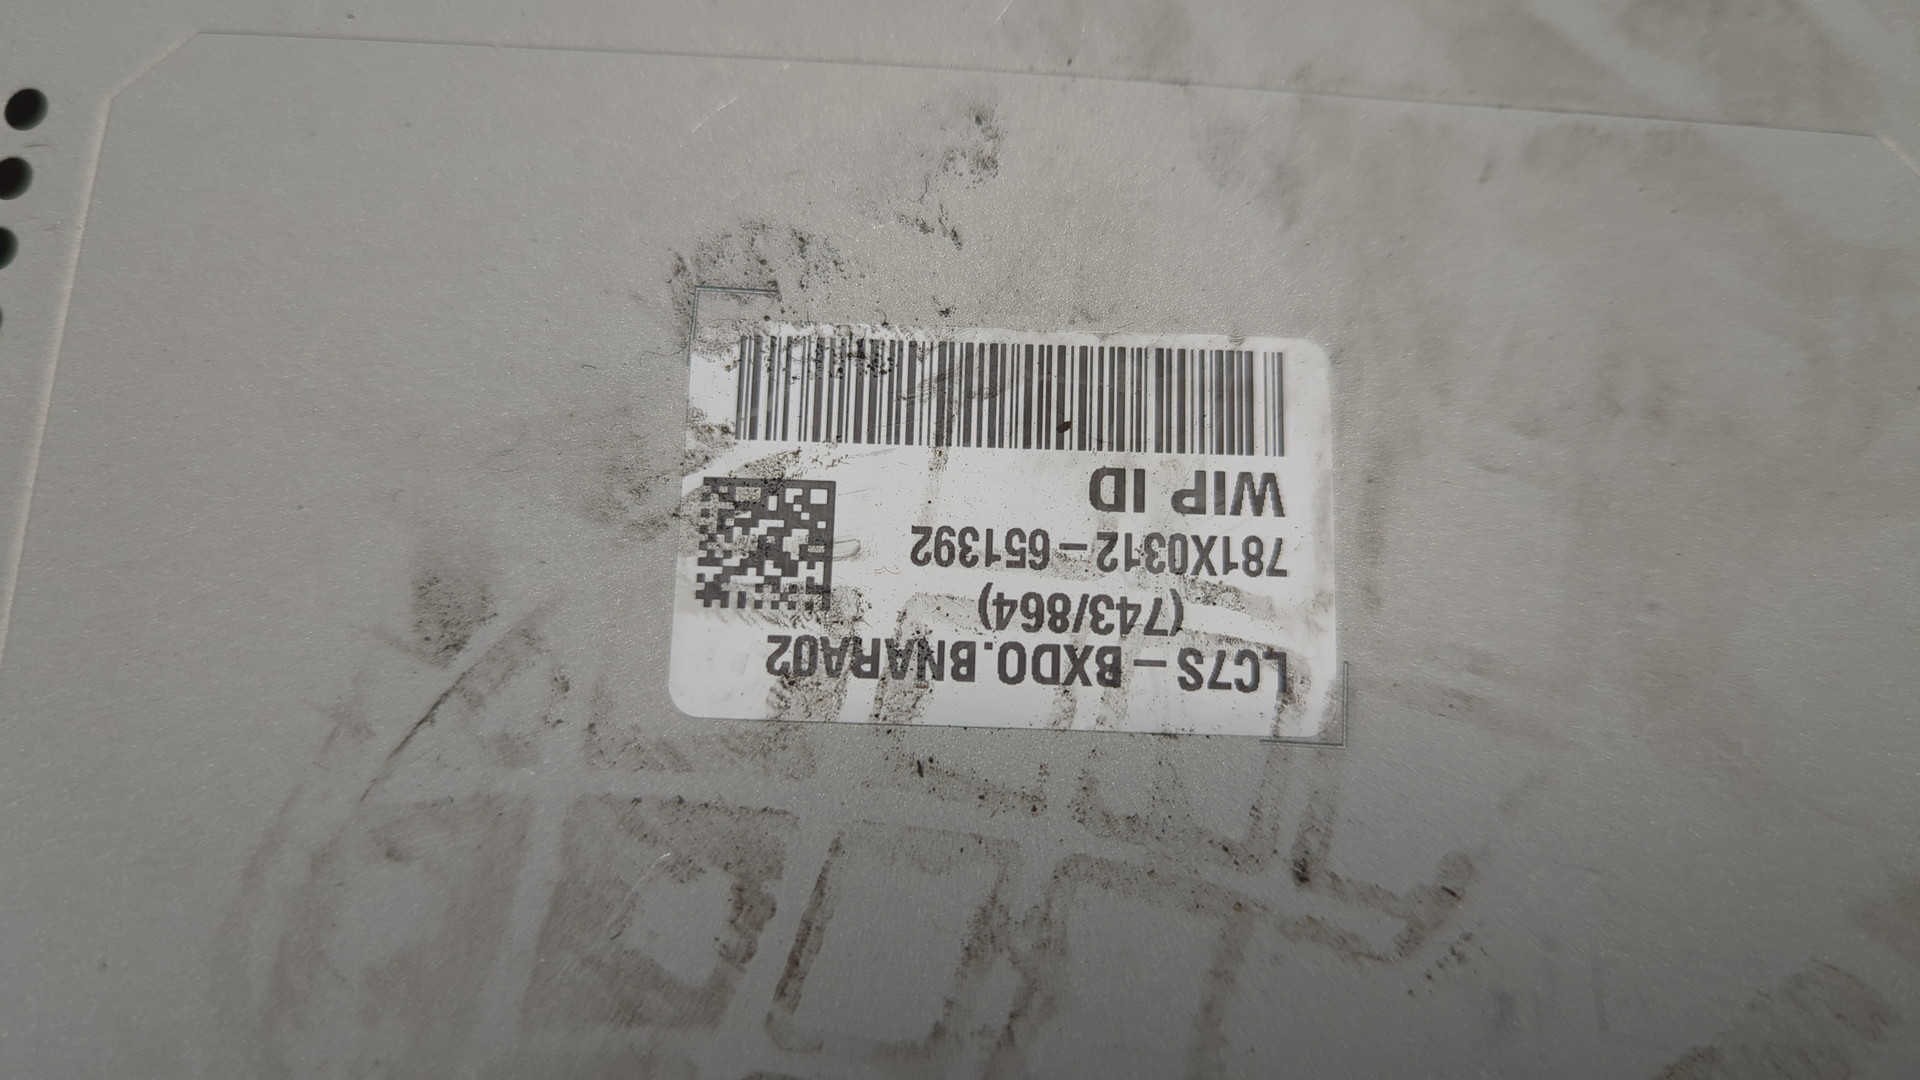 LC7S – BXDO.BNARA02
(743/864)
781X0312 – 651392
WIP ID